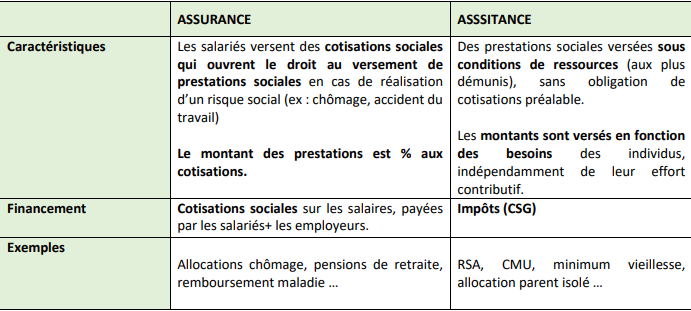 ASSURANCE
ASSSITANCE
Caractéristiques
Les salariés versent des cotisations sociales
qui ouvrent le droit au versement de
prestations sociales en cas de réalisation
d’un risque social (ex : chômage, accident du
travail)
Le montant des prestations est % aux
cotisations.
Des prestations sociales versées sous
conditions de ressources (aux plus
démunis), sans obligation de
cotisations préalable.
Les montants sont versés en fonction
des besoins des individus,
indépendamment de leur effort
contributif.
Financement
Cotisations sociales sur les salaires, payées
par les salariés+ les employeurs.
Impôts (CSG)
Exemples
Allocations chômage, pensions de retraite,
remboursement maladie …
RSA, CMU, minimum vieillesse,
allocation parent isolé …